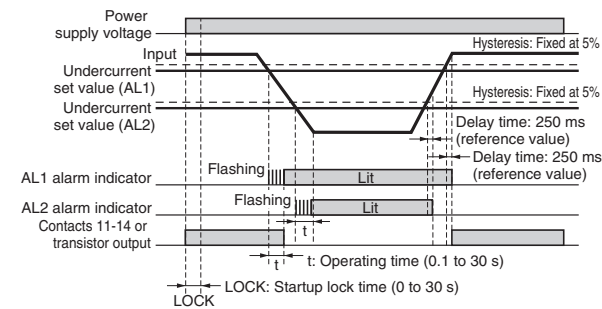 Power
supply voltage
Input
Hysteresis: Fixed at 5%
Undercurrent
set value (AL1)
Hysteresis: Fixed at 5%
Undercurrent
set value (AL2)
Delay time: 250 ms
(reference value)
Delay time: 250 ms
(reference value)
AL1 alarm indicator
Flashing
Lit
AL2 alarm indicator
Flashing
Lit
t
Contacts 11-14 or
transistor output
t
t: Operating time (0.1 to 30 s)
LOCK: Startup lock time (0 to 30 s)
LOCK